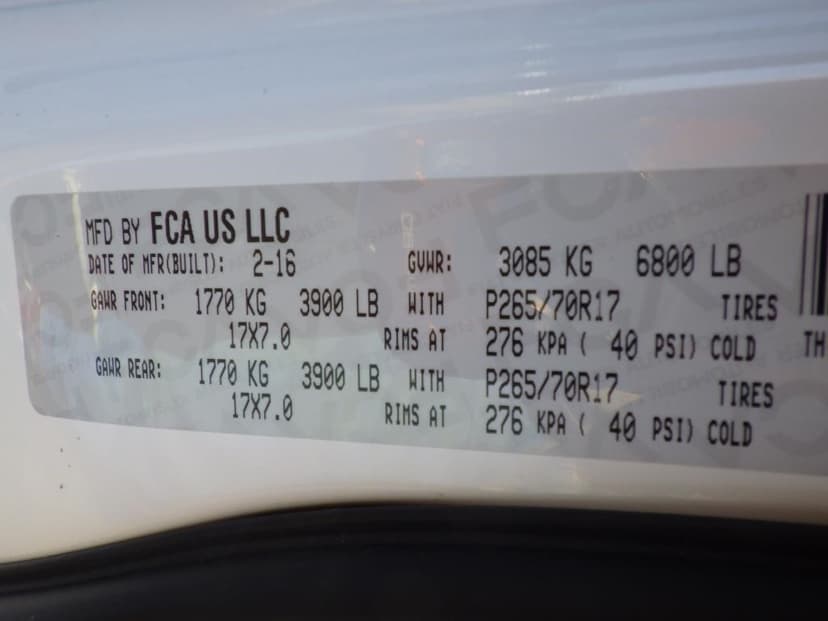 MFD BY FCA US LLC
DATE OF MFR(BUILT): 2-16 GVWR: 3085 KG 6800 LB
GAWR FRONT: 1770 KG 3900 LB WITH P265/70R17 TIRES
17X7.0 RIMS AT 276 KPA ( 40 PSI) COLD TH
GAWR REAR: 1770 KG 3900 LB WITH P265/70R17 TIRES
17X7.0 RIMS AT 276 KPA ( 40 PSI) COLD